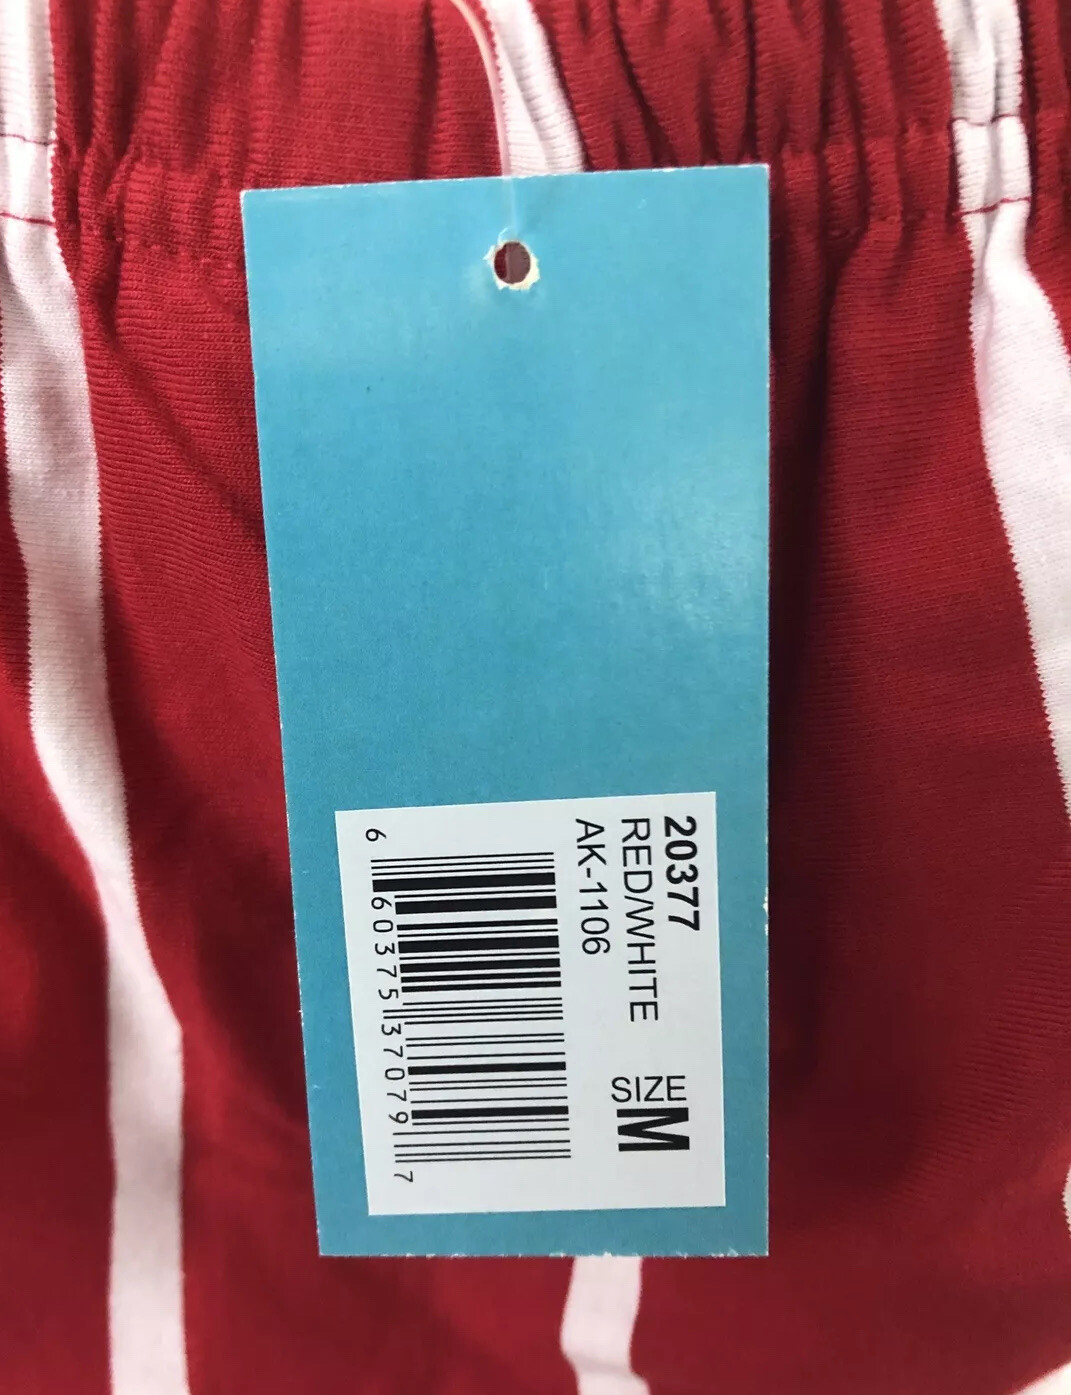 20377
RED/WHITE
AK-1106
SIZE
M
6 60375 37079 7